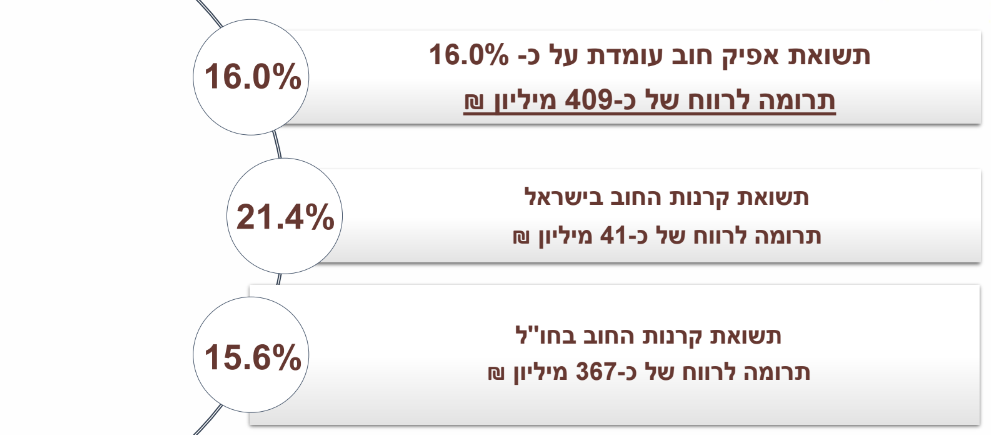 16.0%
תשואת אפיק חוב עומדת על כ- 16.0%
תרומה לרווח של כ-409 מיליון ₪
21.4%
תשואת קרנות החוב בישראל
תרומה לרווח של כ-41 מיליון ₪
15.6%
תשואת קרנות החוב בחו"ל
תרומה לרווח של כ-367 מיליון ₪